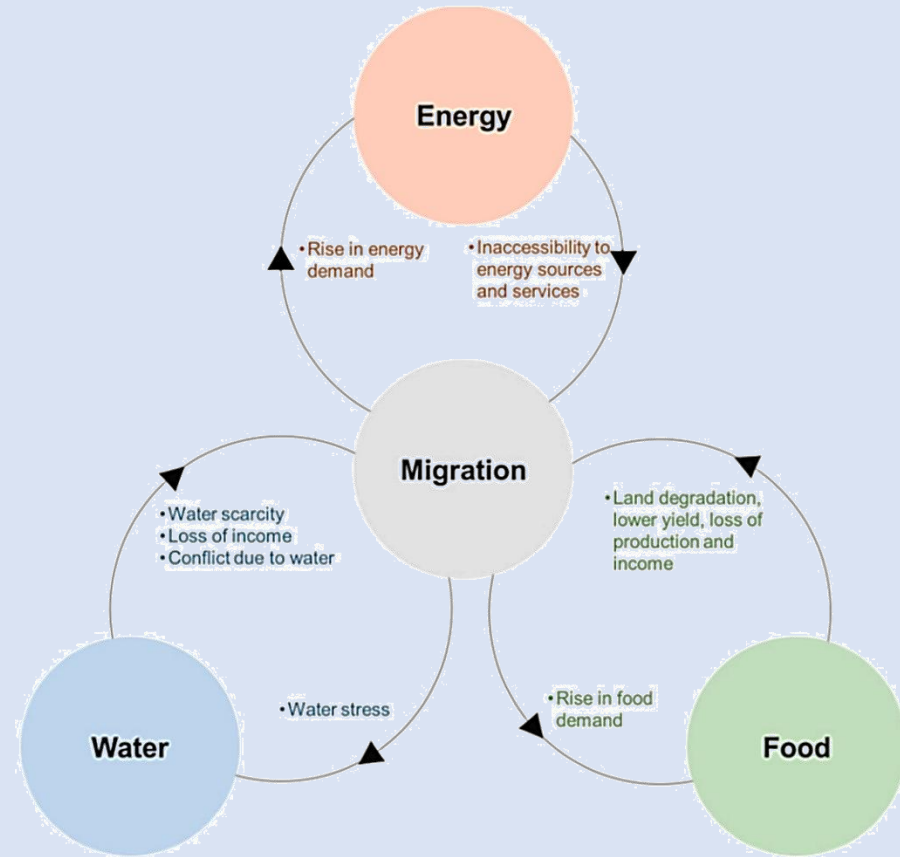 Energy
• Rise in energy
demand
• Inaccessibility to
energy sources
and services
Migration
• Water scarcity
• Loss of income
• Conflict due to water
• Land degradation,
lower yield, loss of
production and
income
• Water stress
• Rise in food
demand
Water
Food